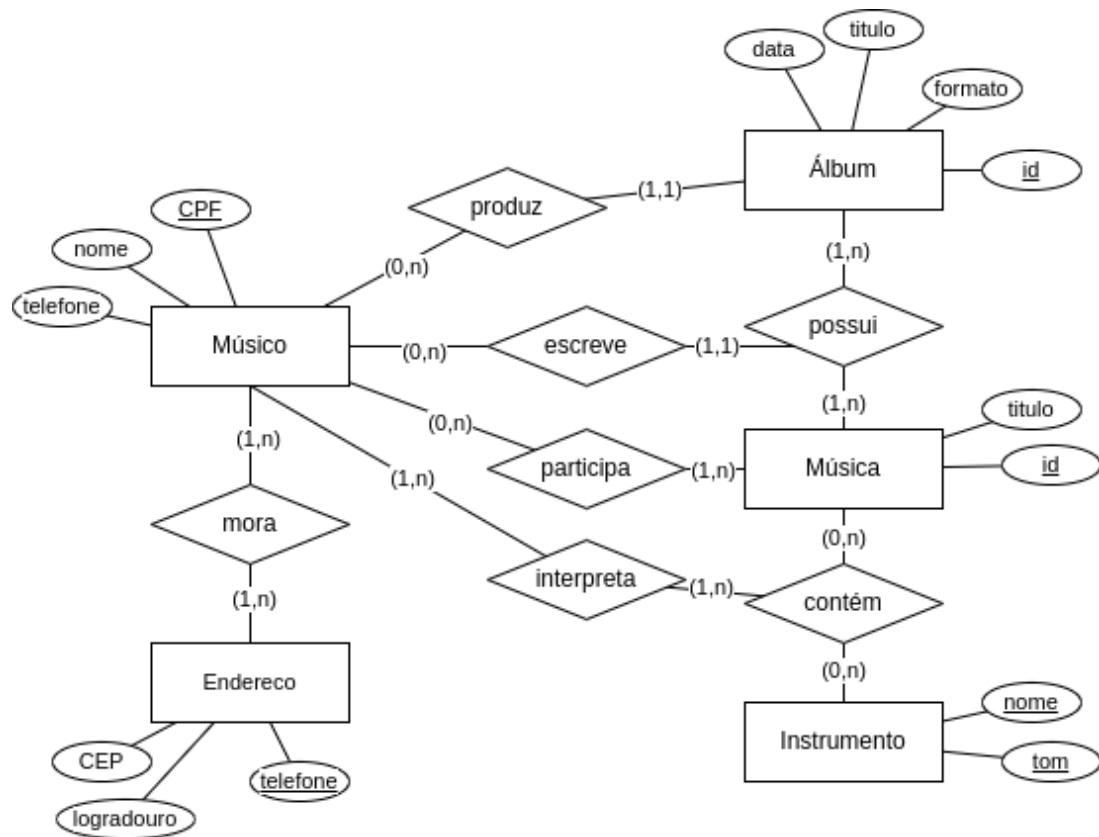 titulo
data
formato
Álbum
id
(1,1)
produz
CPF
nome
(0,n)
(1,n)
telefone
Músico
(0,n)
escreve
(1,1)
possui
(1,n)
titulo
(0,n)
(1,n)
participa
(1,n)
Música
id
(1,n)
mora
(0,n)
interpreta
(1,n)
contém
(1,n)
(0,n)
Endereco
nome
Instrumento
CEP
tom
telefone
logradouro